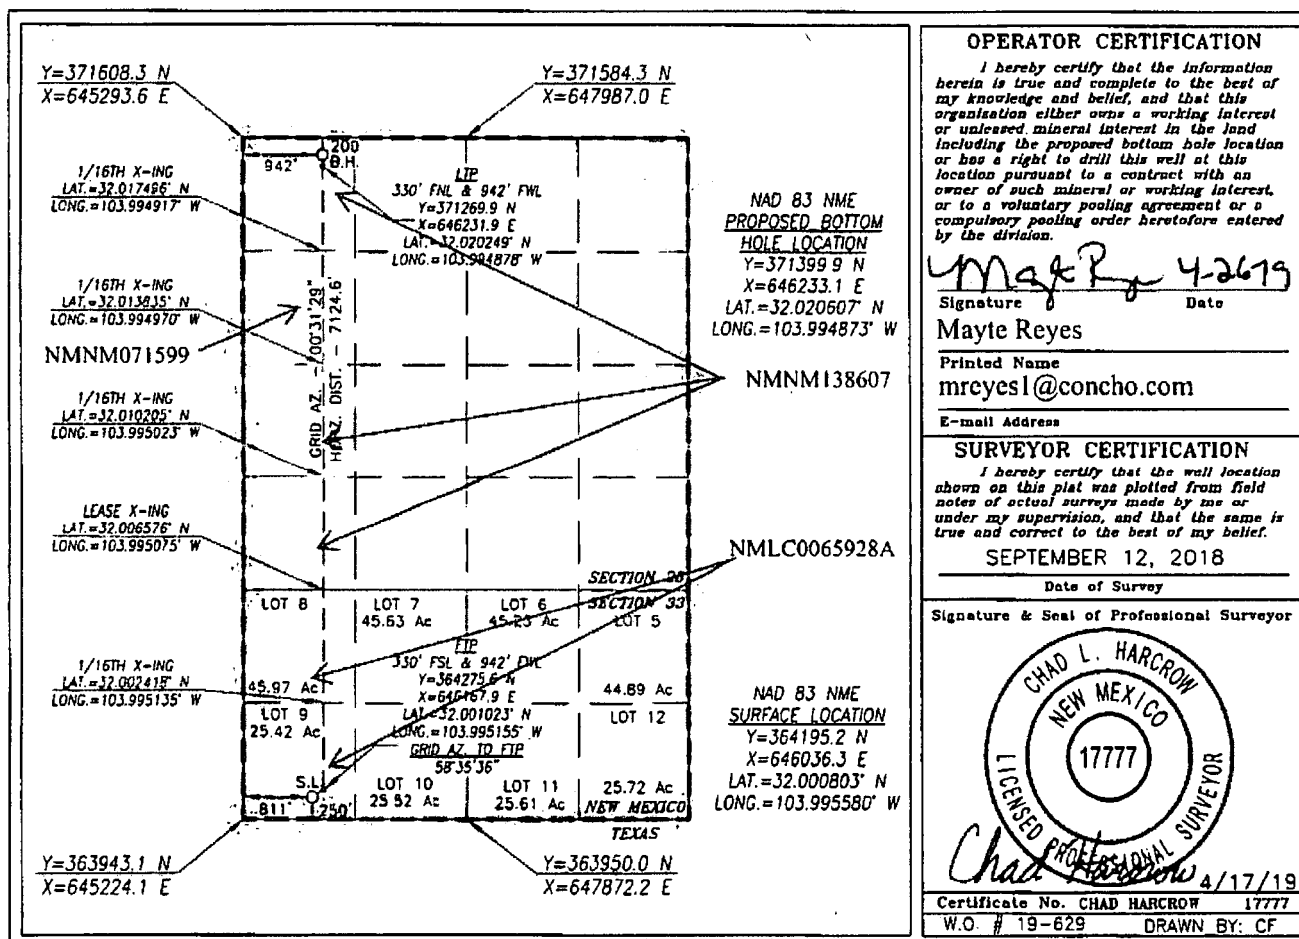 Y=371608.3 N
X=645293.6 E
Y=371584.3 N
X=647987.0 E
942'
200
B.H.
1/16TH X-ING
LAT.=32.017496° N
LONG.=103.994917° W
LTP
330' FNL & 942' FWL
Y=371269.9 N
X=646231.9 E
LAT.=32.020249° N
LONG.=103.994878° W
NAD 83 NME
PROPOSED BOTTOM
HOLE LOCATION
Y=371399.9 N
X=646233.1 E
LAT.=32.020607° N
LONG.=103.994873° W
1/16TH X-ING
LAT.=32.013835° N
LONG.=103.994970° W
NMNM071599
GRID AZ. - 00°31'29"
HORIZ. DIST. - 7124.6'
NMNM138607
1/16TH X-ING
LAT.=32.010205° N
LONG.=103.995023° W
LEASE X-ING
LAT.=32.006576° N
LONG.=103.995075° W
NMLC0065928A
SECTION 28
SECTION 33
LOT 8
LOT 7
45.63 Ac
LOT 6
45.23 Ac
LOT 5
1/16TH X-ING
LAT.=32.002418° N
LONG.=103.995135° W
45.97 Ac
LOT 9
25.42 Ac
FTP
330' FSL & 942' FWL
Y=364275.6 N
X=646167.9 E
LAT.=32.001023° N
LONG.=103.995155° W
GRID AZ. TO FTP
58°35'36"
44.89 Ac
LOT 12
NAD 83 NME
SURFACE LOCATION
Y=364195.2 N
X=646036.3 E
LAT.=32.000803° N
LONG.=103.995580° W
S.L.
811'
250'
LOT 10
25.52 Ac
LOT 11
25.61 Ac
25.72 Ac
NEW MEXICO
TEXAS
Y=363943.1 N
X=645224.1 E
Y=363950.0 N
X=647872.2 E
OPERATOR CERTIFICATION
I hereby certify that the information
herein is true and complete to the best of
my knowledge and belief, and that this
organization either owns a working interest
or unleased mineral interest in the land
including the proposed bottom hole location
or has a right to drill this well at this
location pursuant to a contract with an
owner of such mineral or working interest,
or to a voluntary pooling agreement or a
compulsory pooling order heretofore entered
by the division.
4-26-19
Signature Date
Mayte Reyes
Printed Name
mreyes1@concho.com
E-mail Address
SURVEYOR CERTIFICATION
I hereby certify that the well location
shown on this plat was plotted from field
notes of actual surveys made by me or
under my supervision, and that the same is
true and correct to the best of my belief.
SEPTEMBER 12, 2018
Date of Survey
Signature & Seal of Professional Surveyor
CHAD L. HARCROW
NEW MEXICO
17777
LICENSED PROFESSIONAL SURVEYOR
Chad Harcrow 4/17/19
Certificate No. CHAD HARCROW 17777
W.O. # 19-629 DRAWN BY: CF